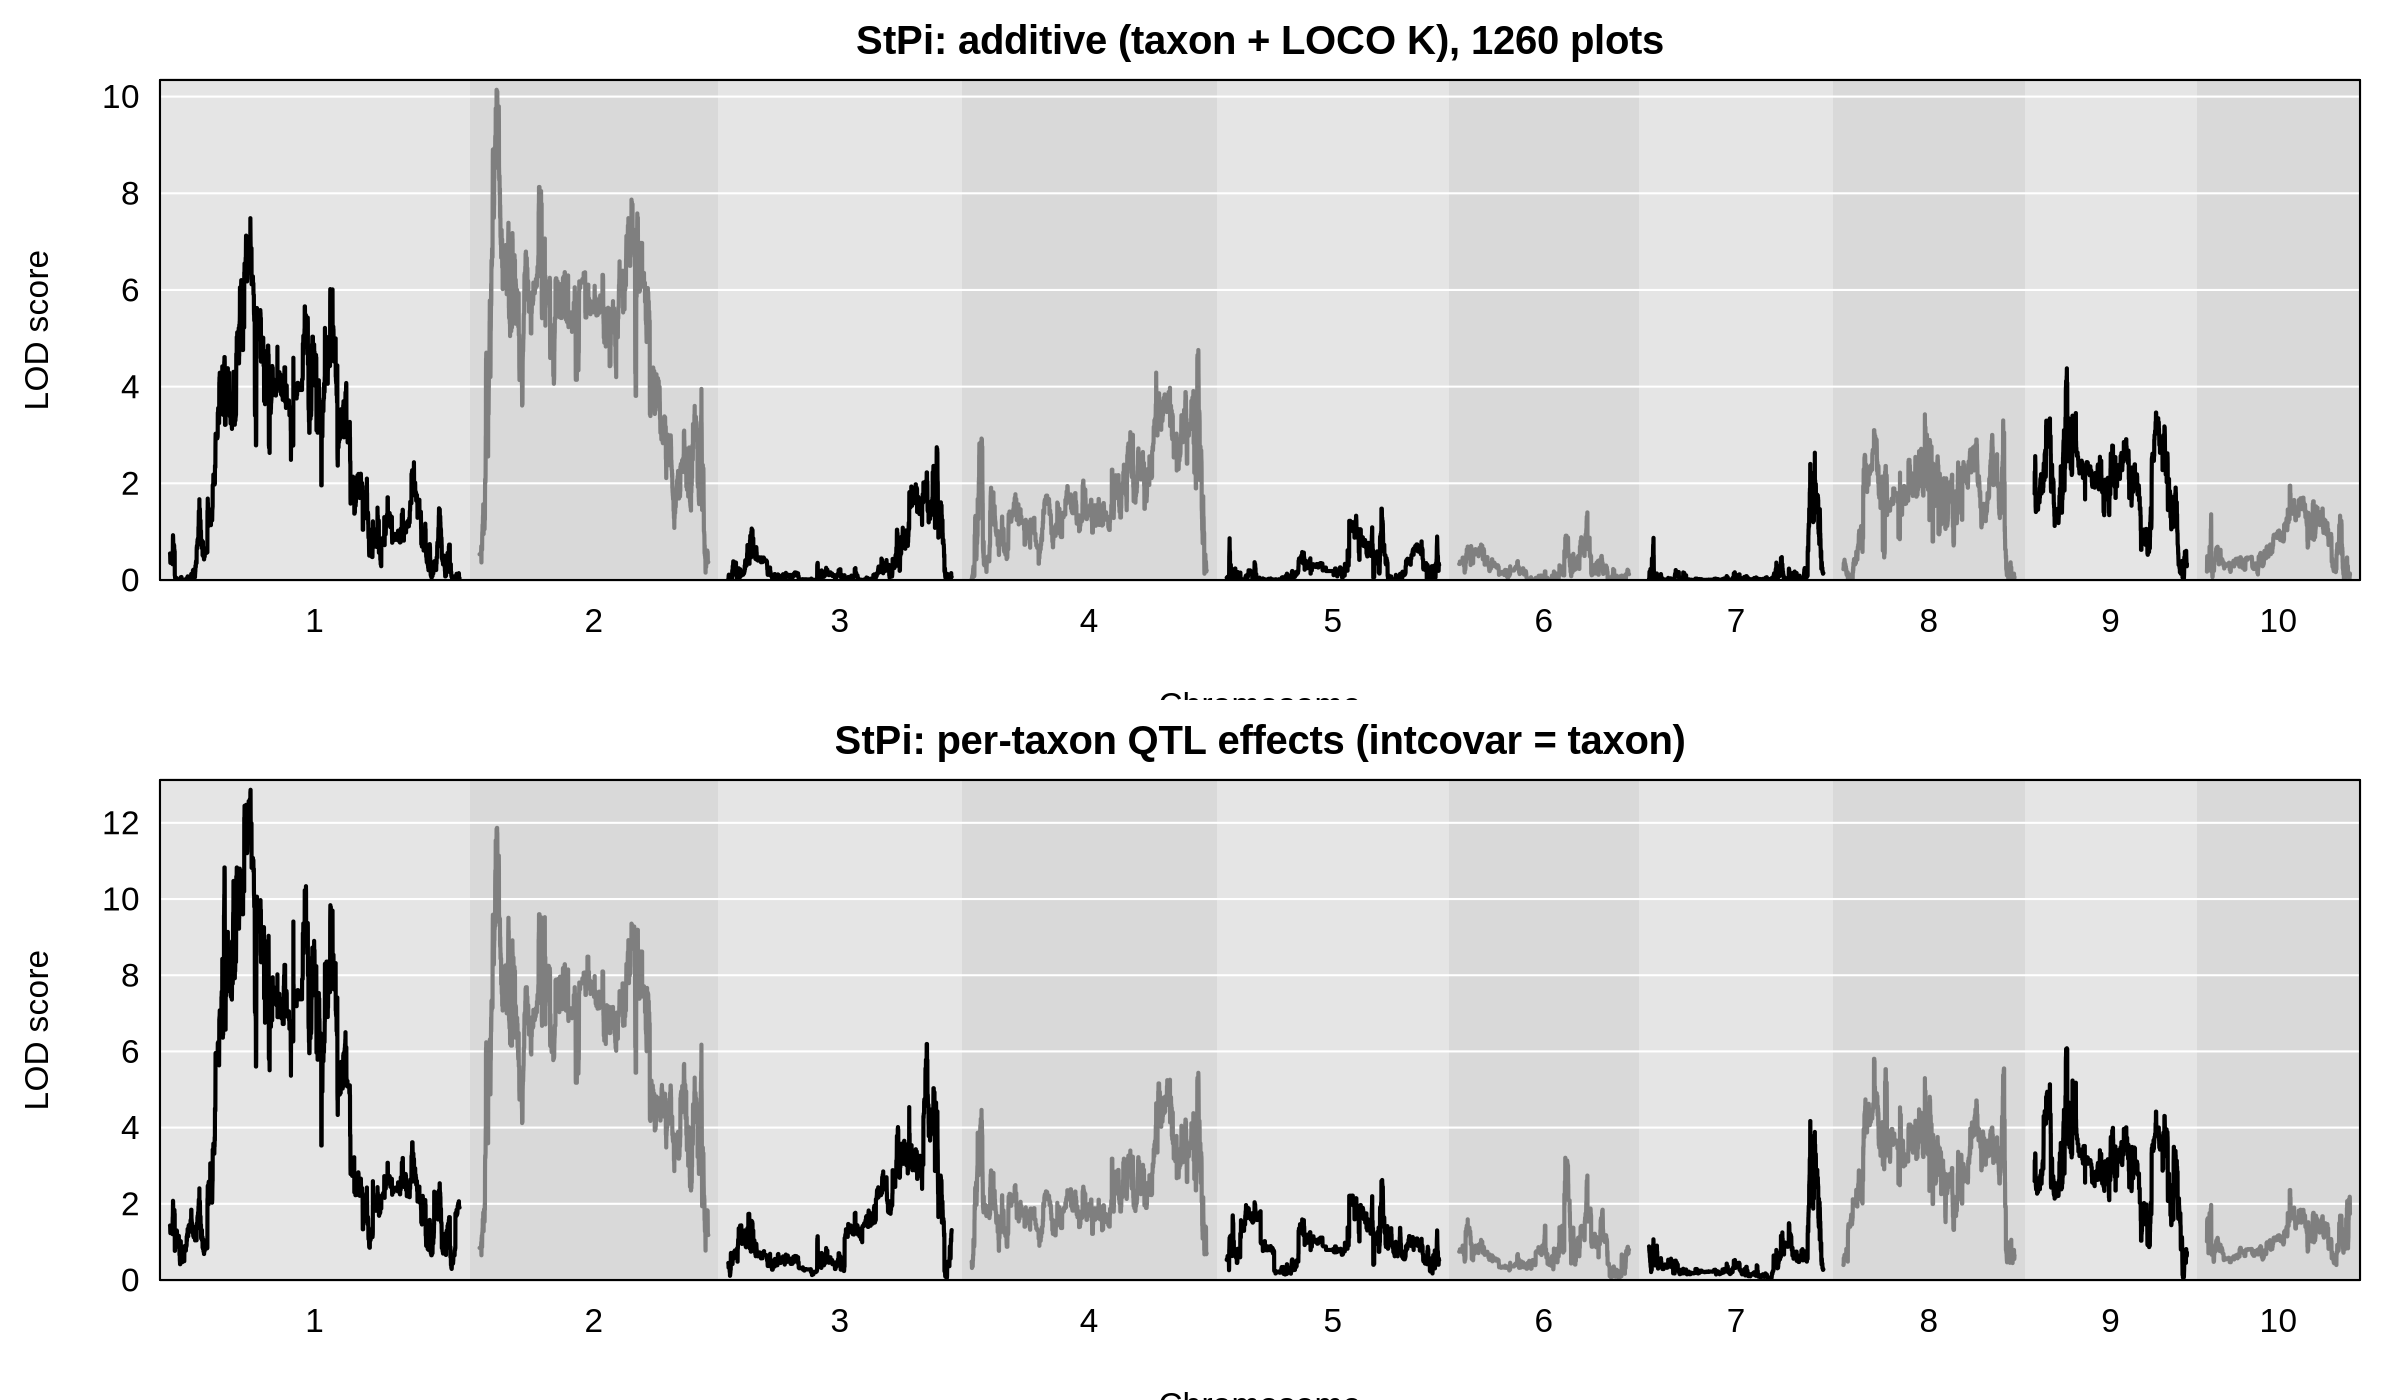 StPi: additive (taxon + LOCO K), 1260 plots
LOD score
10
8
6
4
2
0
1 2 3 4 5 6 7 8 9 10
Chromosome
StPi: per-taxon QTL effects (intcovar = taxon)
LOD score
12
10
8
6
4
2
0
1 2 3 4 5 6 7 8 9 10
Chromosome